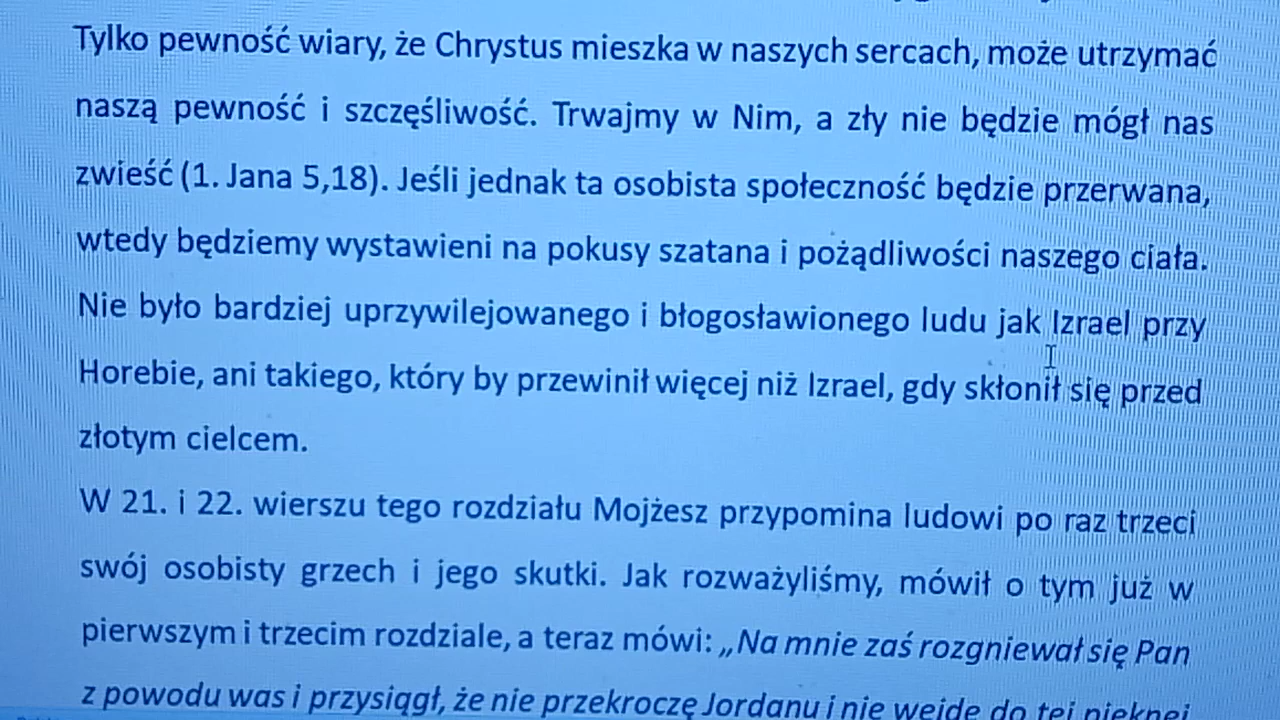 Tylko pewność wiary, że Chrystus mieszka w naszych sercach, może utrzymać
naszą pewność i szczęśliwość. Trwajmy w Nim, a zły nie będzie mógł nas
zwieść (1. Jana 5,18). Jeśli jednak ta osobista społeczność będzie przerwana,
wtedy będziemy wystawieni na pokusy szatana i pożądliwości naszego ciała.
Nie było bardziej uprzywilejowanego i błogosławionego ludu jak Izrael przy
Horebie, ani takiego, który by przewinił więcej niż Izrael, gdy skłonił się przed
złotym cielcem.
W 21. i 22. wierszu tego rozdziału Mojżesz przypomina ludowi po raz trzeci
swój osobisty grzech i jego skutki. Jak rozważyliśmy, mówił o tym już w
pierwszym i trzecim rozdziale, a teraz mówi: „Na mnie zaś rozgniewał się Pan
z powodu was i przysiągł, że nie przekroczę Jordanu i nie wejdę do tej pięknej